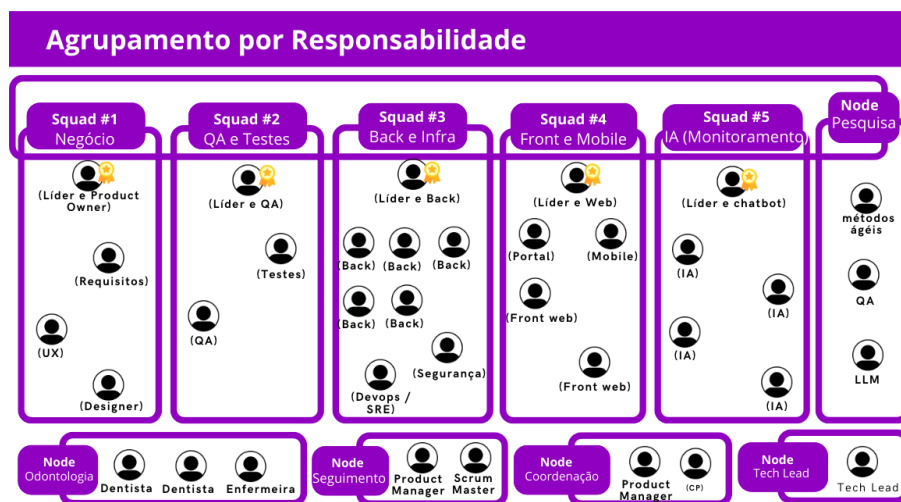 Agrupamento por Responsabilidade
Squad #1
Negócio
(Líder e Product
Owner)
(Requisitos)
(UX)
(Designer)
Squad #2
QA e Testes
(Líder e QA)
(Testes)
(QA)
Squad #3
Back e Infra
(Líder e Back)
(Back)
(Back)
(Back)
(Back)
(Back)
(Segurança)
(Devops /
SRE)
Squad #4
Front e Mobile
(Líder e Web)
(Portal)
(Mobile)
(Front web)
(Front web)
Squad #5
IA (Monitoramento)
(Líder e chatbot)
(IA)
(IA)
(IA)
(IA)
Node
Pesquisa
métodos
ágéis
QA
LLM
Node
Odontologia
Dentista
Dentista
Enfermeira
Node
Seguimento
Product
Manager
Scrum
Master
Node
Coordenação
Product
Manager
(CP)
Node
Tech Lead
Tech Lead